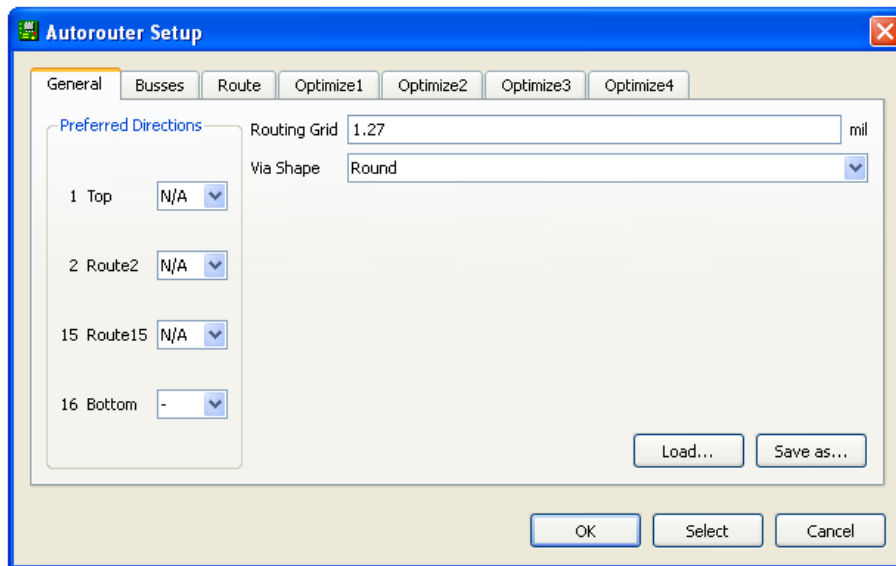 Autorouter Setup
General Busses Route Optimize1 Optimize2 Optimize3 Optimize4
Preferred Directions
Routing Grid 1.27 mil
Via Shape Round
1 Top N/A
2 Route2 N/A
15 Route15 N/A
16 Bottom -
Load... Save as...
OK Select Cancel